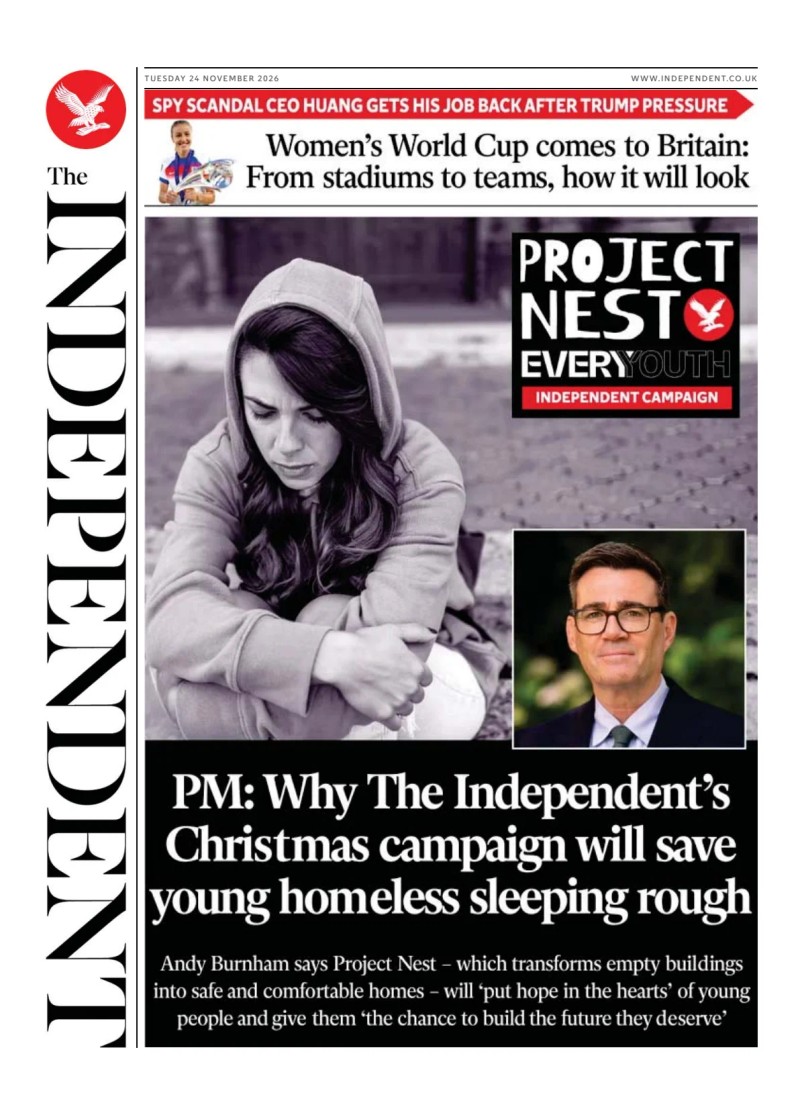 TUESDAY 24 NOVEMBER 2026
WWW.INDEPENDENT.CO.UK
SPY SCANDAL CEO HUANG GETS HIS JOB BACK AFTER TRUMP PRESSURE
Women’s World Cup comes to Britain:
From stadiums to teams, how it will look
The
INDEPENDENT
PROJECT
NEST
EVERYYOUTH
INDEPENDENT CAMPAIGN
PM: Why The Independent’s
Christmas campaign will save
young homeless sleeping rough
Andy Burnham says Project Nest – which transforms empty buildings
into safe and comfortable homes – will ‘put hope in the hearts’ of young
people and give them ‘the chance to build the future they deserve’